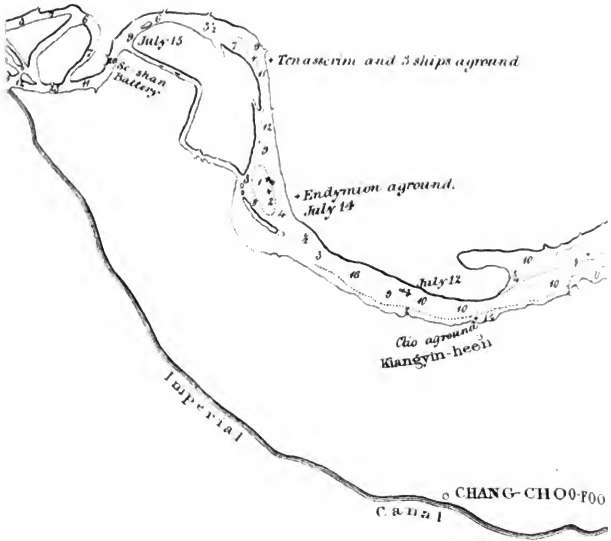 July 15
Se shan
Battery
Tenasserim and 3 ships aground
Endymion aground.
July 14
July 12
Clio aground
Kiangyin-heen
Imperial
Canal
CHANG-CHOO-FOO